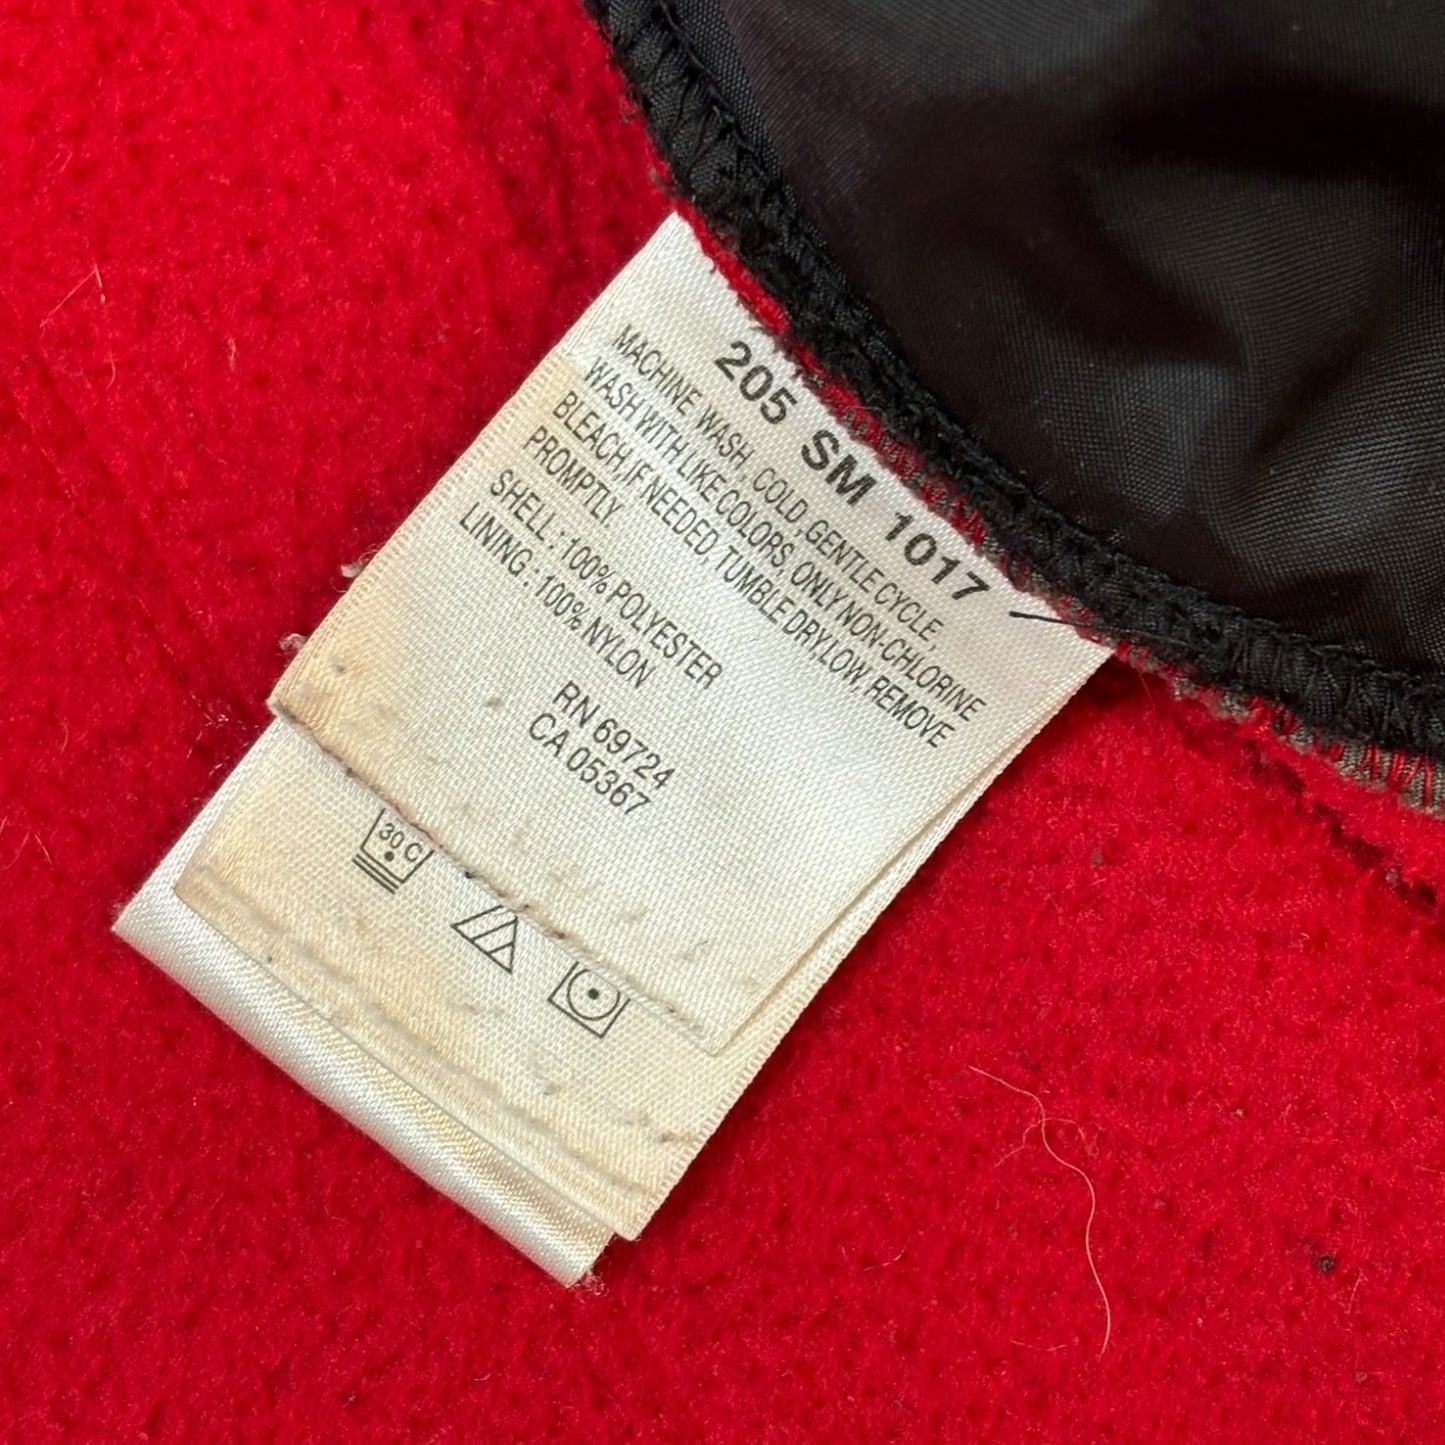 205 SM 1017
MACHINE WASH, COLD, GENTLE CYCLE,
WASH WITH LIKE COLORS, ONLY NON-CHLORINE
BLEACH,IF NEEDED, TUMBLE DRY,LOW, REMOVE
PROMPTLY.
SHELL : 100% POLYESTER
LINING : 100% NYLON
RN 69724
CA 05367
30 C